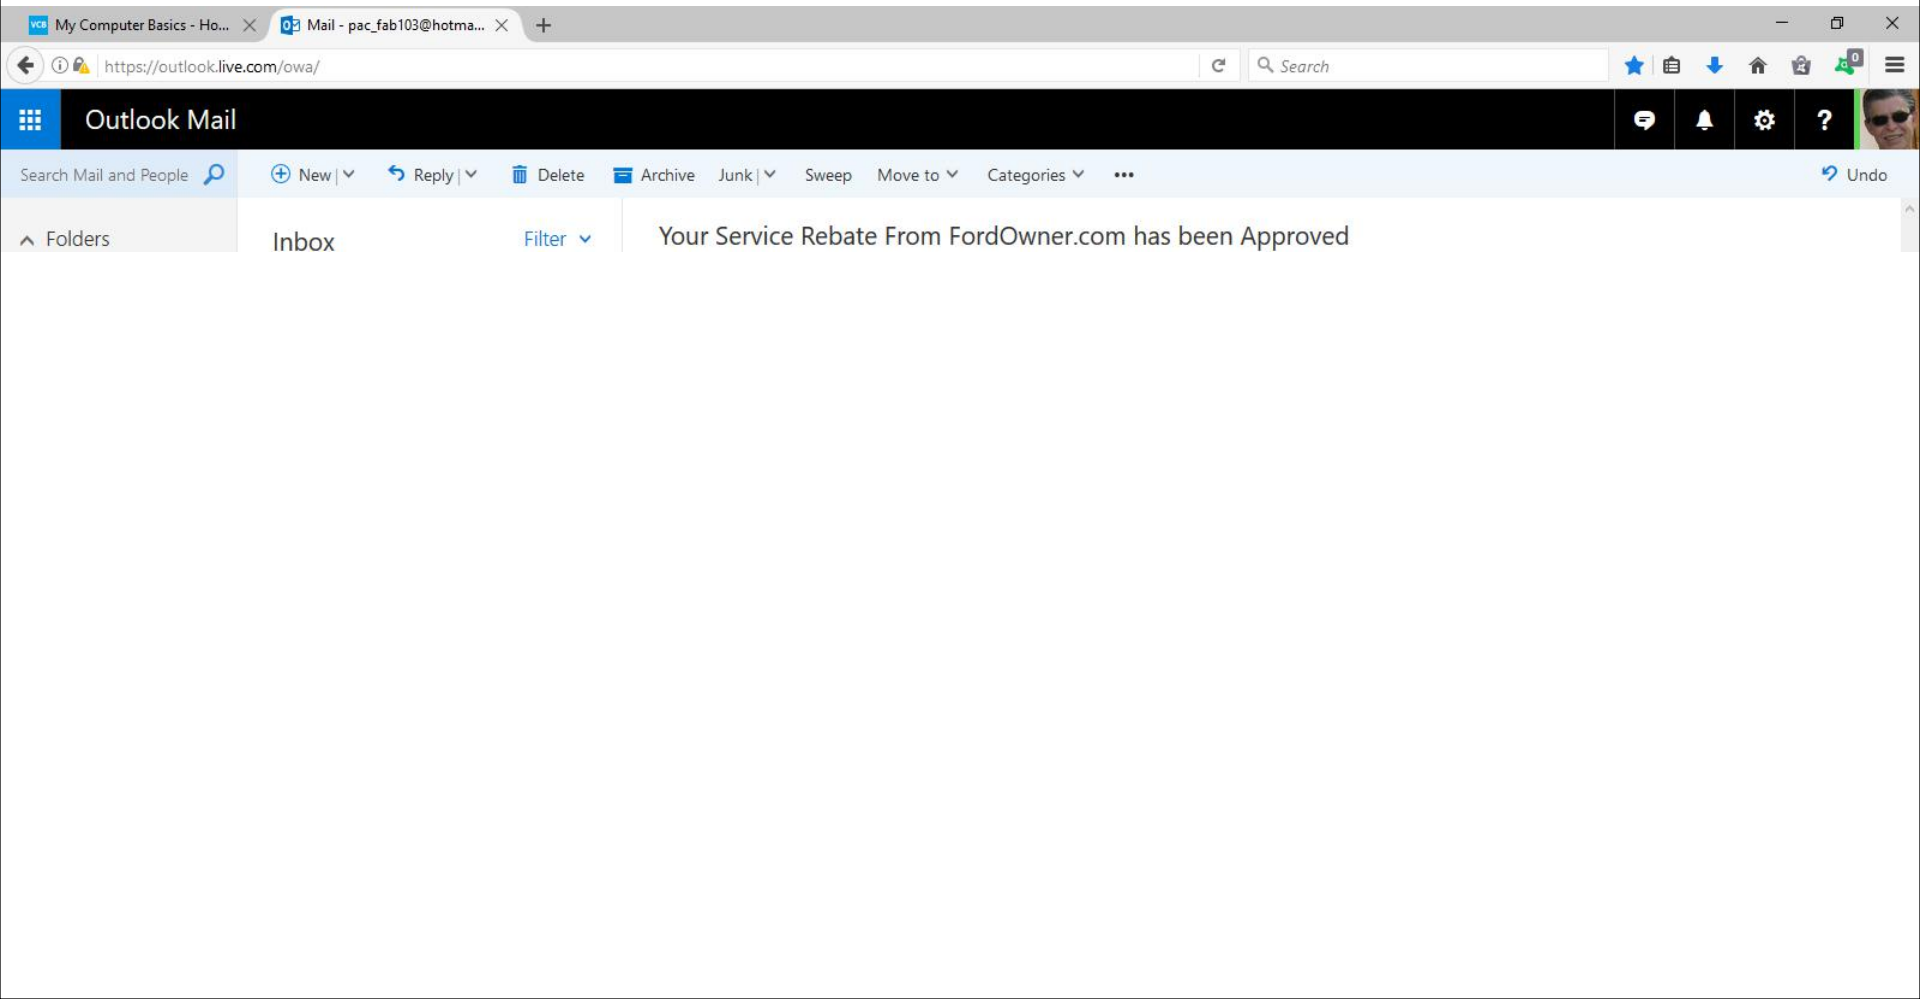 VCB My Computer Basics - Ho... Mail - pac_fab103@hotma...
https://outlook.live.com/owa/ Search 0
Outlook Mail ?
Search Mail and People New Reply Delete Archive Junk Sweep Move to Categories ... Undo
Folders Inbox Filter Your Service Rebate From FordOwner.com has been Approved